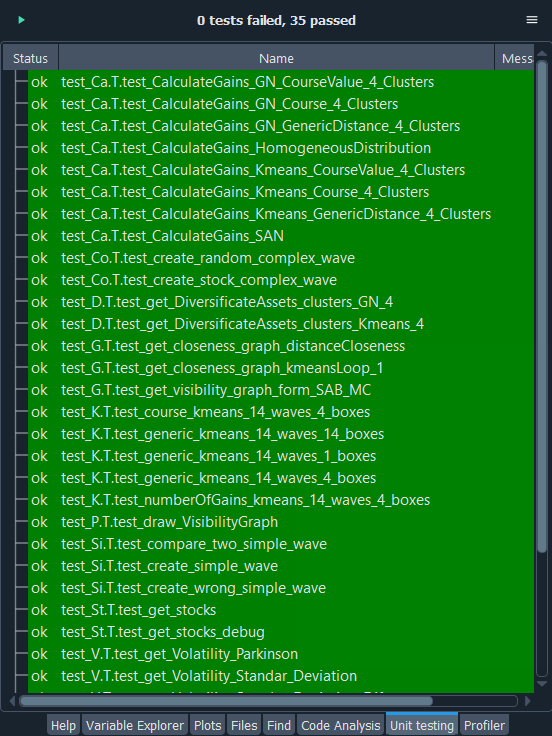 0 tests failed, 35 passed
Status Name Mess
ok test_Ca.T.test_CalculateGains_GN_CourseValue_4_Clusters
ok test_Ca.T.test_CalculateGains_GN_Course_4_Clusters
ok test_Ca.T.test_CalculateGains_GN_GenericDistance_4_Clusters
ok test_Ca.T.test_CalculateGains_HomogeneousDistribution
ok test_Ca.T.test_CalculateGains_Kmeans_CourseValue_4_Clusters
ok test_Ca.T.test_CalculateGains_Kmeans_Course_4_Clusters
ok test_Ca.T.test_CalculateGains_Kmeans_GenericDistance_4_Clusters
ok test_Ca.T.test_CalculateGains_SAN
ok test_Co.T.test_create_random_complex_wave
ok test_Co.T.test_create_stock_complex_wave
ok test_D.T.test_get_DiversificateAssets_clusters_GN_4
ok test_D.T.test_get_DiversificateAssets_clusters_Kmeans_4
ok test_G.T.test_get_closeness_graph_distanceCloseness
ok test_G.T.test_get_closeness_graph_kmeansLoop_1
ok test_G.T.test_get_visibility_graph_form_SAB_MC
ok test_K.T.test_course_kmeans_14_waves_4_boxes
ok test_K.T.test_generic_kmeans_14_waves_14_boxes
ok test_K.T.test_generic_kmeans_14_waves_1_boxes
ok test_K.T.test_generic_kmeans_14_waves_4_boxes
ok test_K.T.test_numberOfGains_kmeans_14_waves_4_boxes
ok test_P.T.test_draw_VisibilityGraph
ok test_Si.T.test_compare_two_simple_wave
ok test_Si.T.test_create_simple_wave
ok test_Si.T.test_create_wrong_simple_wave
ok test_St.T.test_get_stocks
ok test_St.T.test_get_stocks_debug
ok test_V.T.test_get_Volatility_Parkinson
ok test_V.T.test_get_Volatility_Standar_Deviation
Help Variable Explorer Plots Files Find Code Analysis Unit testing Profiler